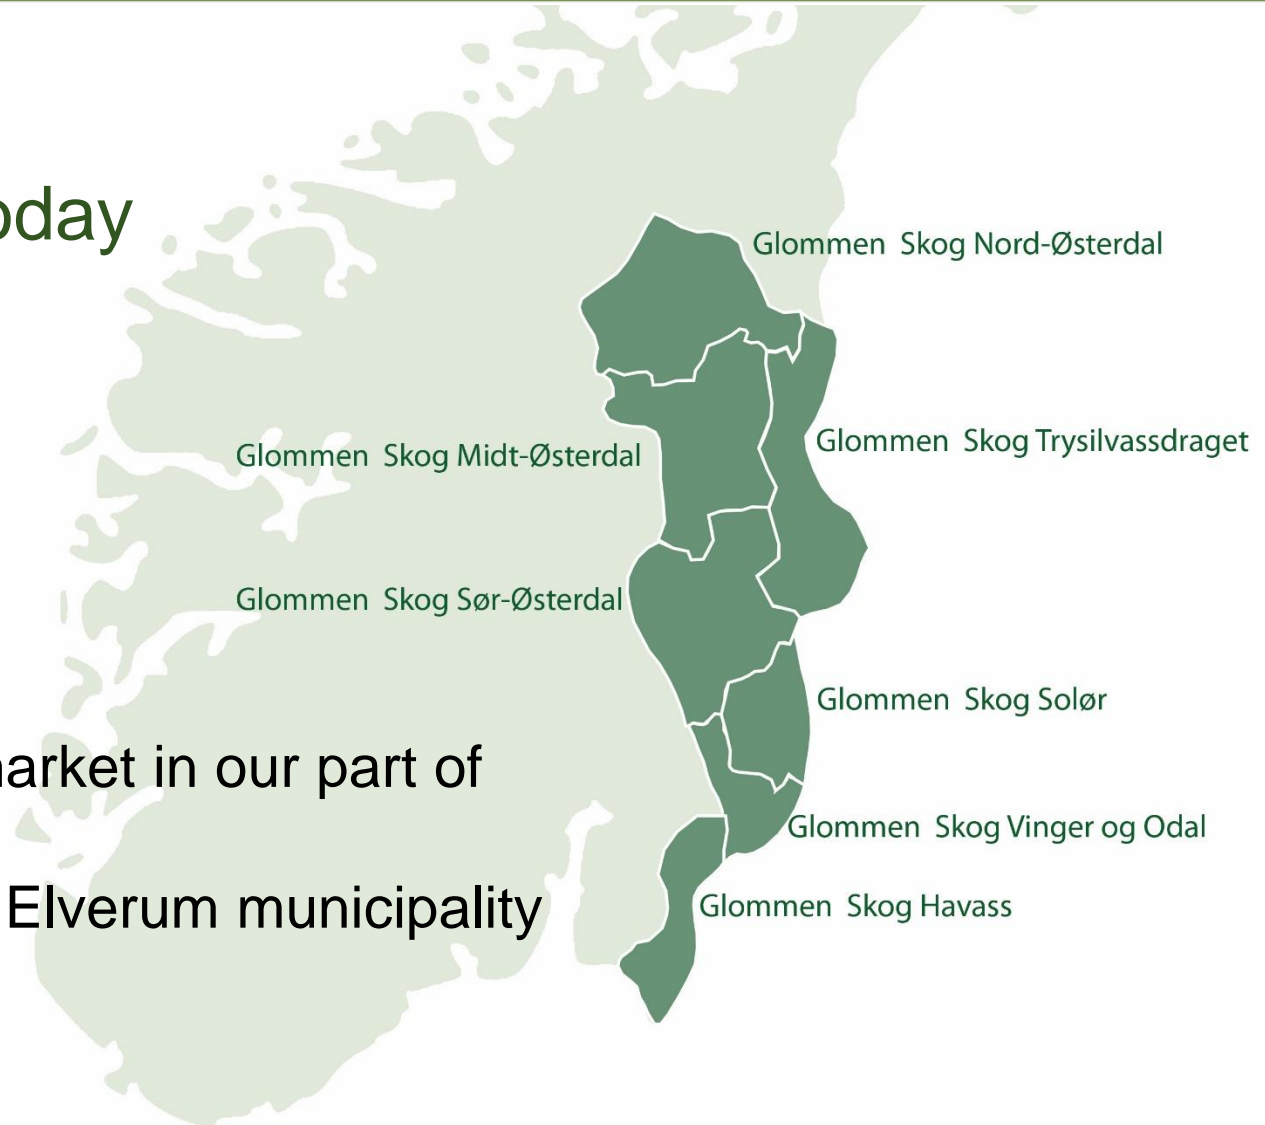 oday
Glommen Skog Nord-Østerdal
Glommen Skog Trysilvassdraget
Glommen Skog Midt-Østerdal
Glommen Skog Sør-Østerdal
Glommen Skog Solør
arket in our part of
Glommen Skog Vinger og Odal
Elverum municipality
Glommen Skog Havass